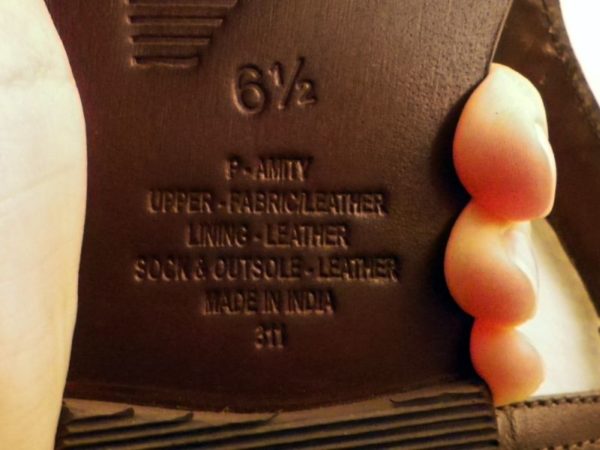 6½
P - AMITY
UPPER - FABRIC/LEATHER
LINING - LEATHER
SOCK & OUTSOLE - LEATHER
MADE IN INDIA
311